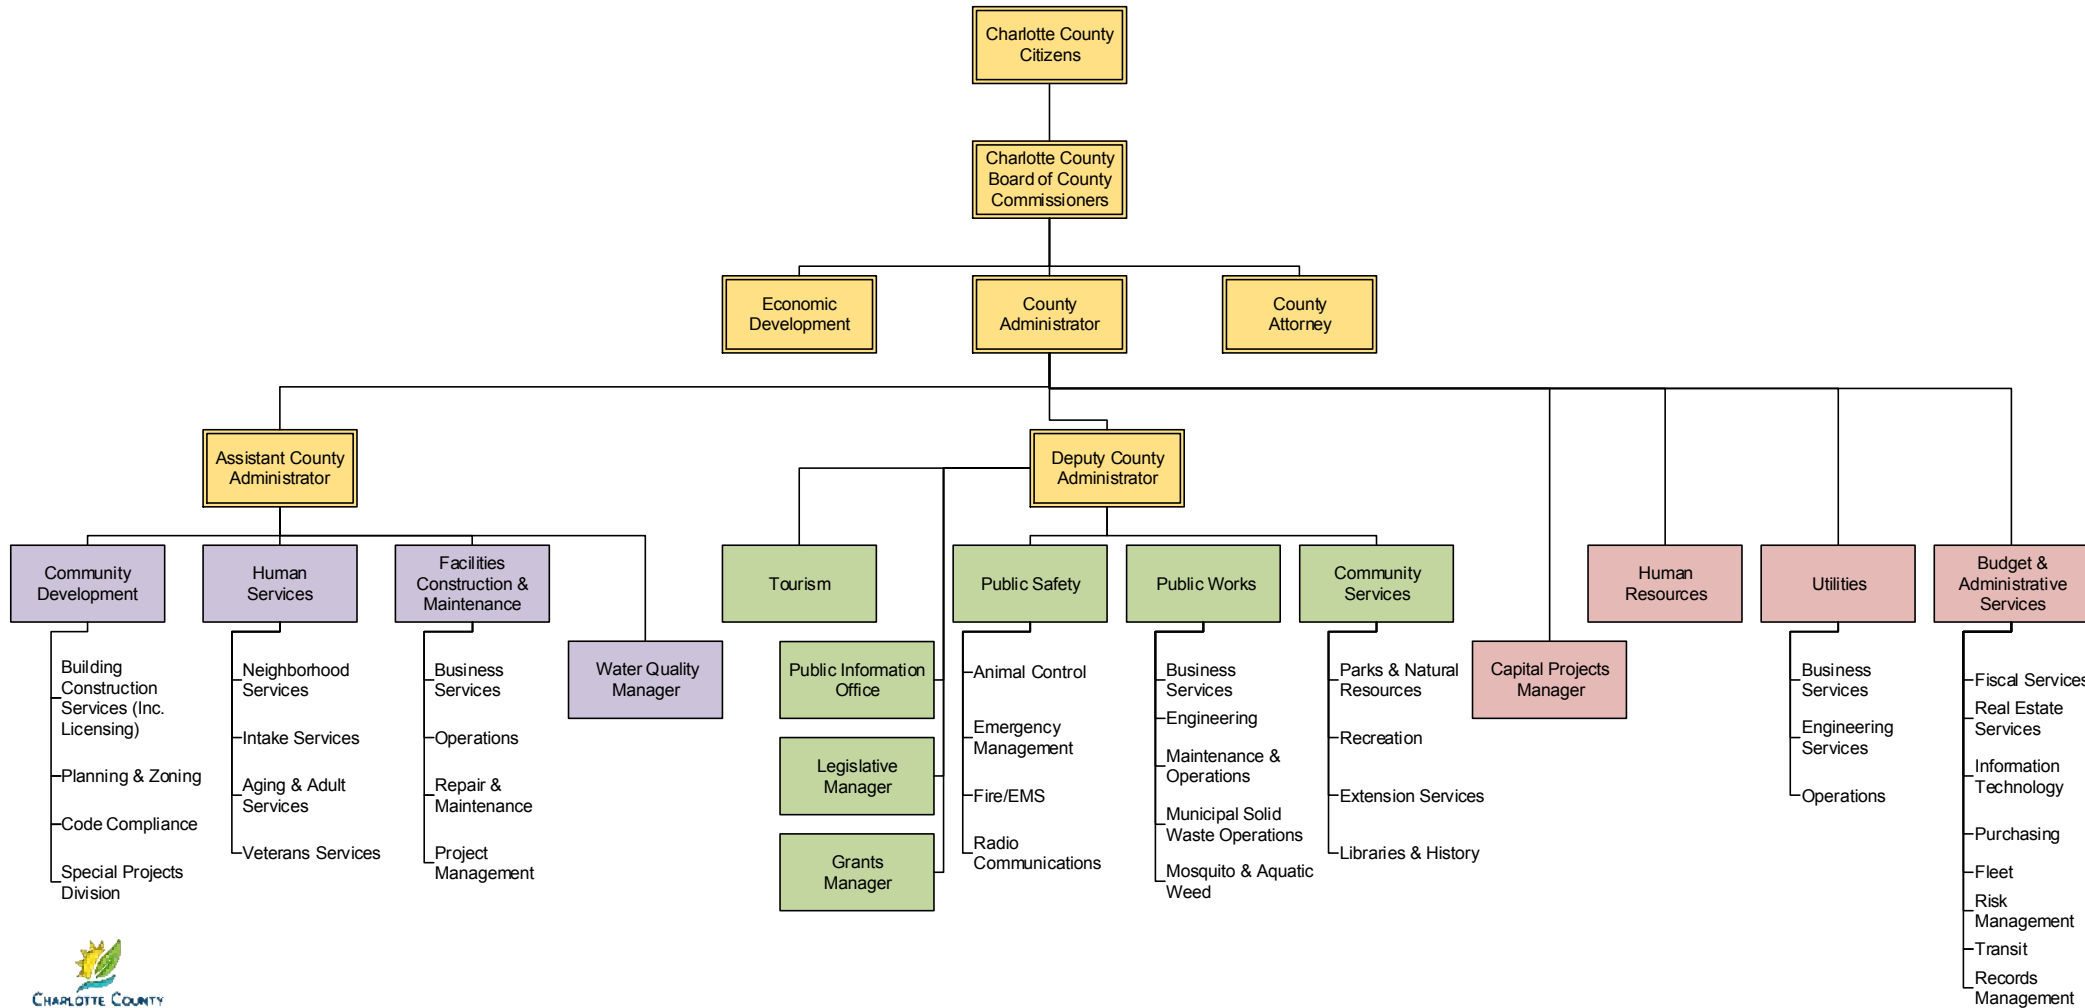 Charlotte County
Citizens
Charlotte County
Board of County
Commissioners
Economic
Development
County
Administrator
County
Attorney
Assistant County
Administrator
Deputy County
Administrator
Community
Development
Human
Services
Facilities
Construction &
Maintenance
Tourism
Public Safety
Public Works
Community
Services
Human
Resources
Utilities
Budget &
Administrative
Services
Water Quality
Manager
Public Information
Office
Legislative
Manager
Grants
Manager
Capital Projects
Manager
Building
Construction
Services (Inc.
Licensing)
Planning & Zoning
Code Compliance
Special Projects
Division
Neighborhood
Services
Intake Services
Aging & Adult
Services
Veterans Services
Business
Services
Operations
Repair &
Maintenance
Project
Management
Animal Control
Emergency
Management
Fire/EMS
Radio
Communications
Business
Services
Engineering
Maintenance &
Operations
Municipal Solid
Waste Operations
Mosquito & Aquatic
Weed
Parks & Natural
Resources
Recreation
Extension Services
Libraries & History
Business
Services
Engineering
Services
Operations
Fiscal Services
Real Estate
Services
Information
Technology
Purchasing
Fleet
Risk
Management
Transit
Records
Management
CHARLOTTE COUNTY